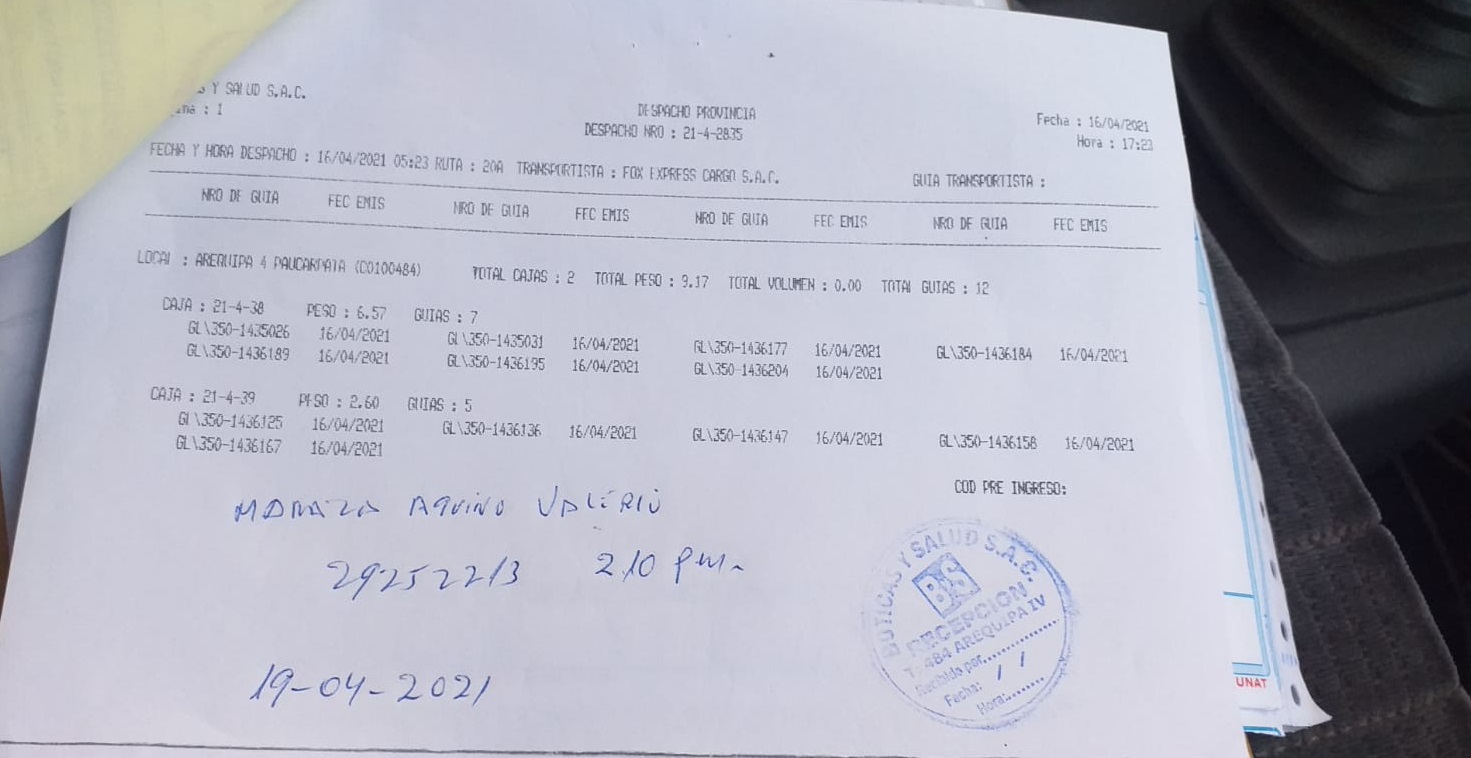 S Y SALUD S.A.C.
ina : 1
DESPACHO PROVINCIA
DESPACHO NRO : 21-4-2835
Fecha : 16/04/2021
Hora : 17:23
FECHA Y HORA DESPACHO : 16/04/2021 05:23 RUTA : 20A TRANSPORTISTA : FOX EXPRESS CARGO S.A.C. GUIA TRANSPORTISTA :
NRO DE GUIA FEC EMIS NRO DE GUIA FEC EMIS NRO DE GUIA FEC EMIS NRO DE GUIA FEC EMIS
LOCAL : AREQUIPA 4 PAUCARPATA (C0100484) TOTAL CAJAS : 2 TOTAL PESO : 9.17 TOTAL VOLUMEN : 0.00 TOTAL GUIAS : 12
CAJA : 21-4-38 PESO : 6.57 GUIAS : 7
GL\350-1435026 16/04/2021 GL\350-1435031 16/04/2021 GL\350-1436177 16/04/2021 GL\350-1436184 16/04/2021
GL\350-1436189 16/04/2021 GL\350-1436195 16/04/2021 GL\350-1436204 16/04/2021
CAJA : 21-4-39 PESO : 2.60 GUIAS : 5
GL\350-1436125 16/04/2021 GL\350-1436136 16/04/2021 GL\350-1436147 16/04/2021 GL\350-1436158 16/04/2021
GL\350-1436167 16/04/2021
COD PRE INGRESO:
AQUINO VALERIO
29252213 2.10 pm.
19-04-2021
BOTICAS Y SALUD S.A.C.
BS
RECEPCION
484 AREQUIPA IV
Recibido por:..............
Fecha: / /
Hora:........
UNAT